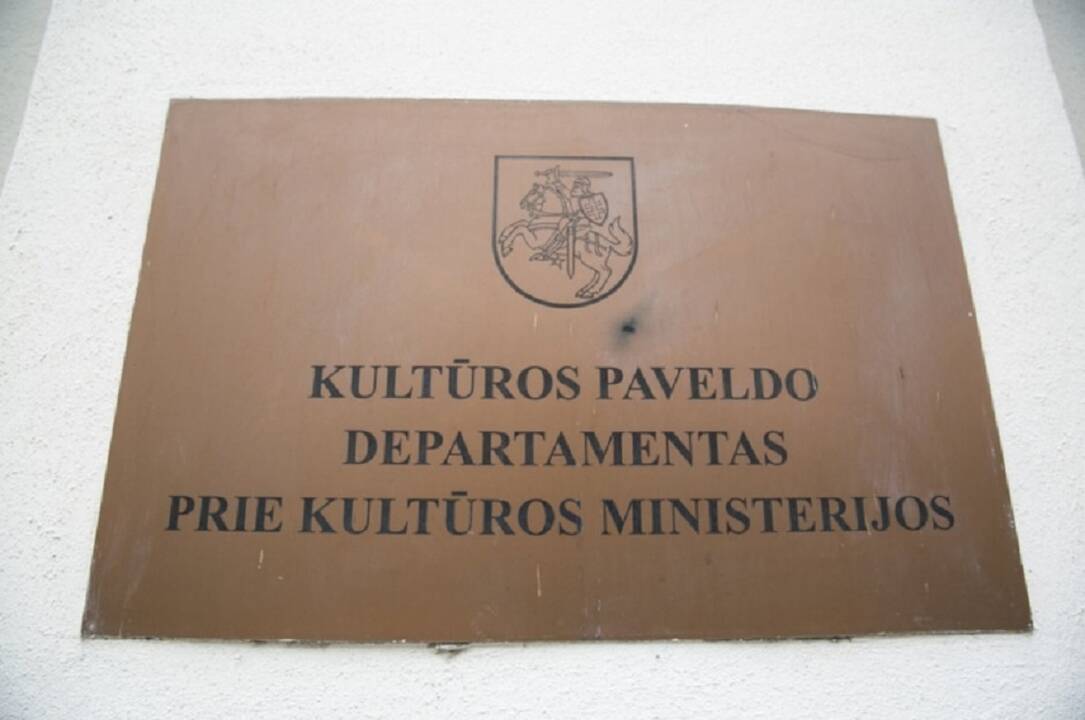 KULTŪROS PAVELDO
DEPARTAMENTAS
PRIE KULTŪROS MINISTERIJOS